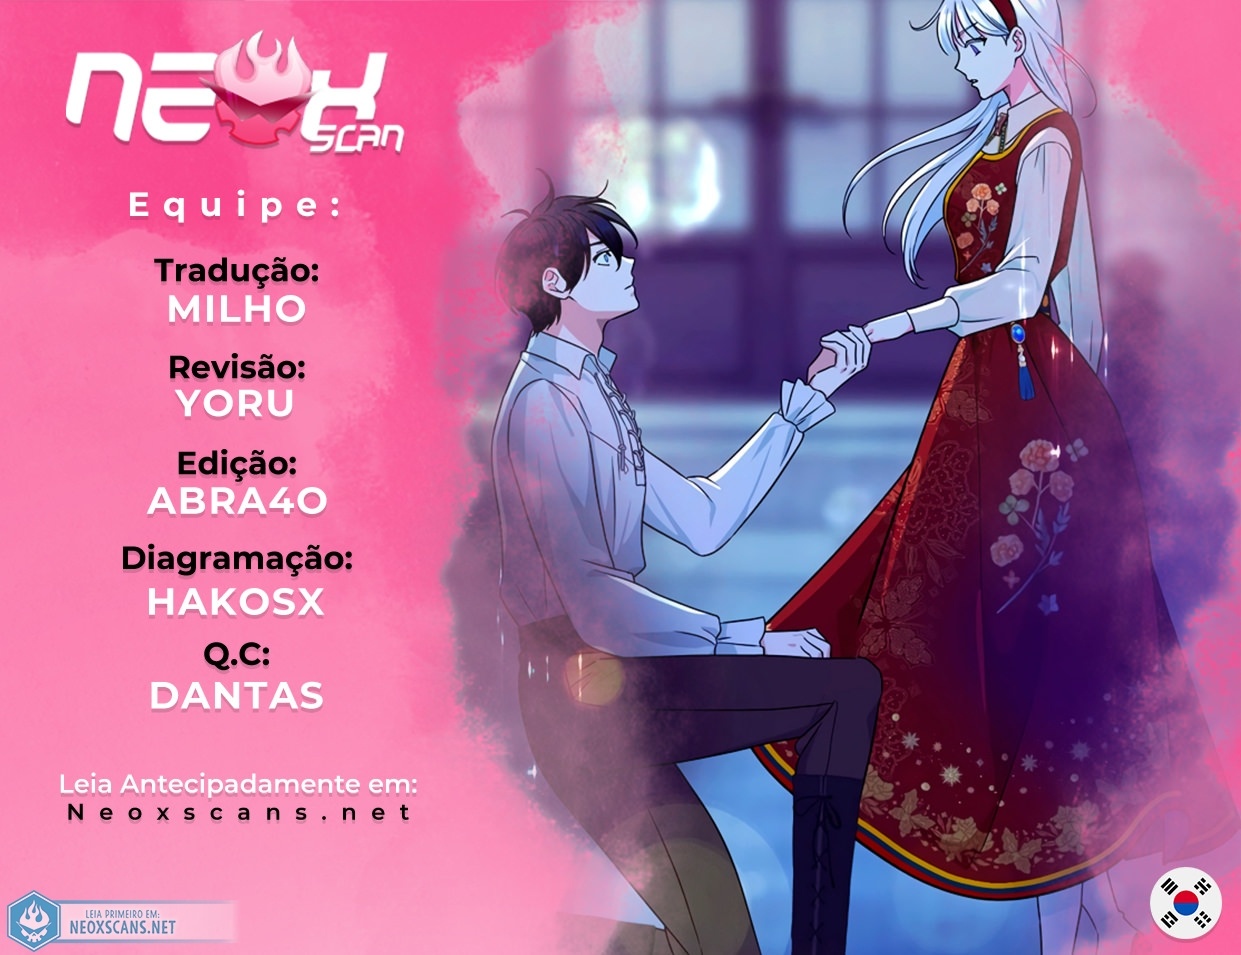 NEOX
SCAN
Equipe:
Tradução:
MILHO
Revisão:
YORU
Edição:
ABRA4O
Diagramação:
HAKOSX
Q.C:
DANTAS
Leia Antecipadamente em:
Neoxscans.net
LEIA PRIMEIRO EM:
NEOXSCANS.NET